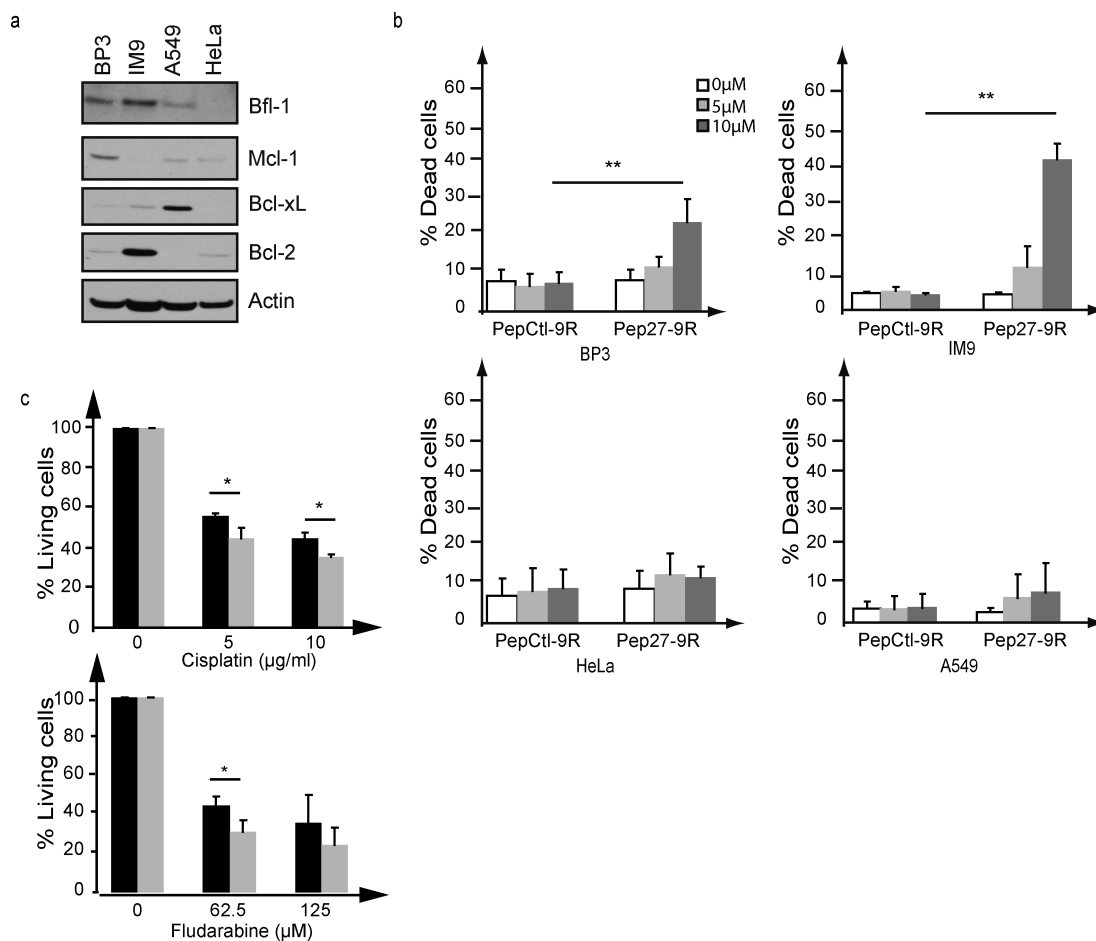 a
BP3 IM9 A549 HeLa
Bfl-1
Mcl-1
Bcl-xL
Bcl-2
Actin
b
% Dead cells
60
50
40
30
20
10
0
0µM
5µM
10µM
**
PepCtl-9R Pep27-9R
BP3
% Dead cells
60
50
40
30
20
10
0
**
PepCtl-9R Pep27-9R
IM9
% Dead cells
60
50
40
30
20
10
0
PepCtl-9R Pep27-9R
HeLa
% Dead cells
60
50
40
30
20
10
0
PepCtl-9R Pep27-9R
A549
c
% Living cells
100
80
60
40
20
0
*
*
0 5 10
Cisplatin (µg/ml)
% Living cells
100
80
60
40
20
0
*
0 62.5 125
Fludarabine (µM)